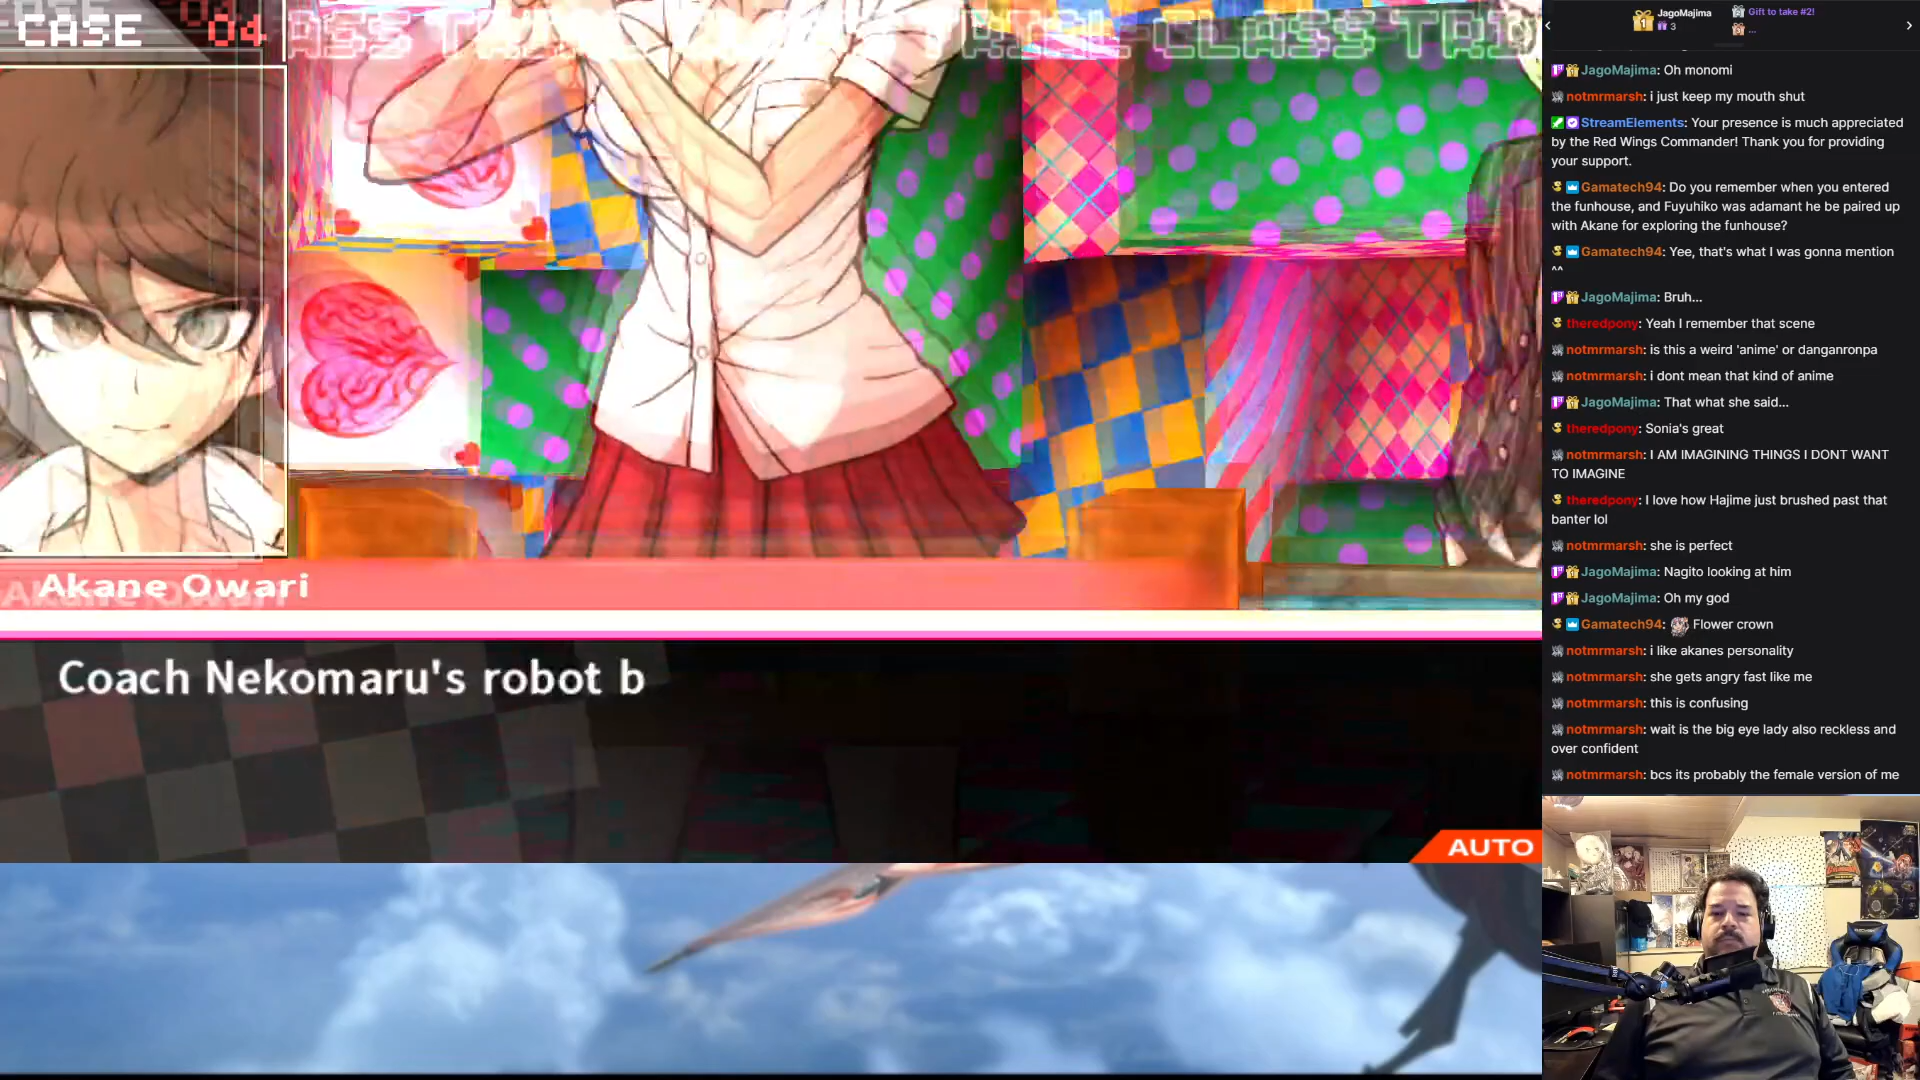 CASE 04
CLASS TRI
Akane Owari
Coach Nekomaru's robot b
AUTO
JagoMajima
3
Gift to take #2!
...
JagoMajima: Oh monomi
notmrmarsh: i just keep my mouth shut
StreamElements: Your presence is much appreciated
by the Red Wings Commander! Thank you for providing
your support.
Gamatech94: Do you remember when you entered
the funhouse, and Fuyuhiko was adamant he be paired up
with Akane for exploring the funhouse?
Gamatech94: Yee, that's what I was gonna mention
^^
JagoMajima: Bruh...
theredpony: Yeah I remember that scene
notmrmarsh: is this a weird 'anime' or danganronpa
notmrmarsh: i dont mean that kind of anime
JagoMajima: That what she said...
theredpony: Sonia's great
notmrmarsh: I AM IMAGINING THINGS I DONT WANT
TO IMAGINE
theredpony: I love how Hajime just brushed past that
banter lol
notmrmarsh: she is perfect
JagoMajima: Nagito looking at him
JagoMajima: Oh my god
Gamatech94: Flower crown
notmrmarsh: i like akanes personality
notmrmarsh: she gets angry fast like me
notmrmarsh: this is confusing
notmrmarsh: wait is the big eye lady also reckless and
over confident
notmrmarsh: bcs its probably the female version of me